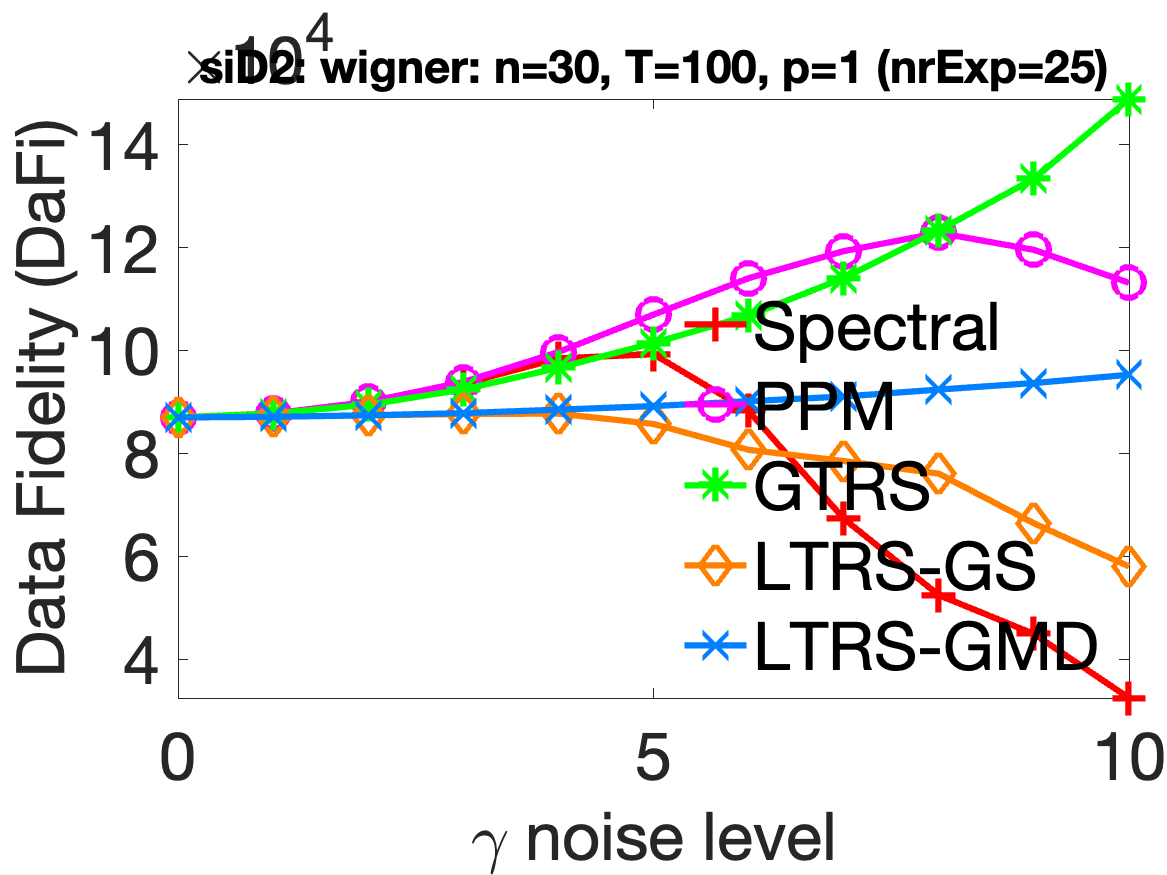 × 10^4
siD2: wigner: n=30, T=100, p=1 (nrExp=25)
Data Fidelity (DaFi)
14
12
10
8
6
4
Spectral
PPM
GTRS
LTRS-GS
LTRS-GMD
0 5 10
γ noise level